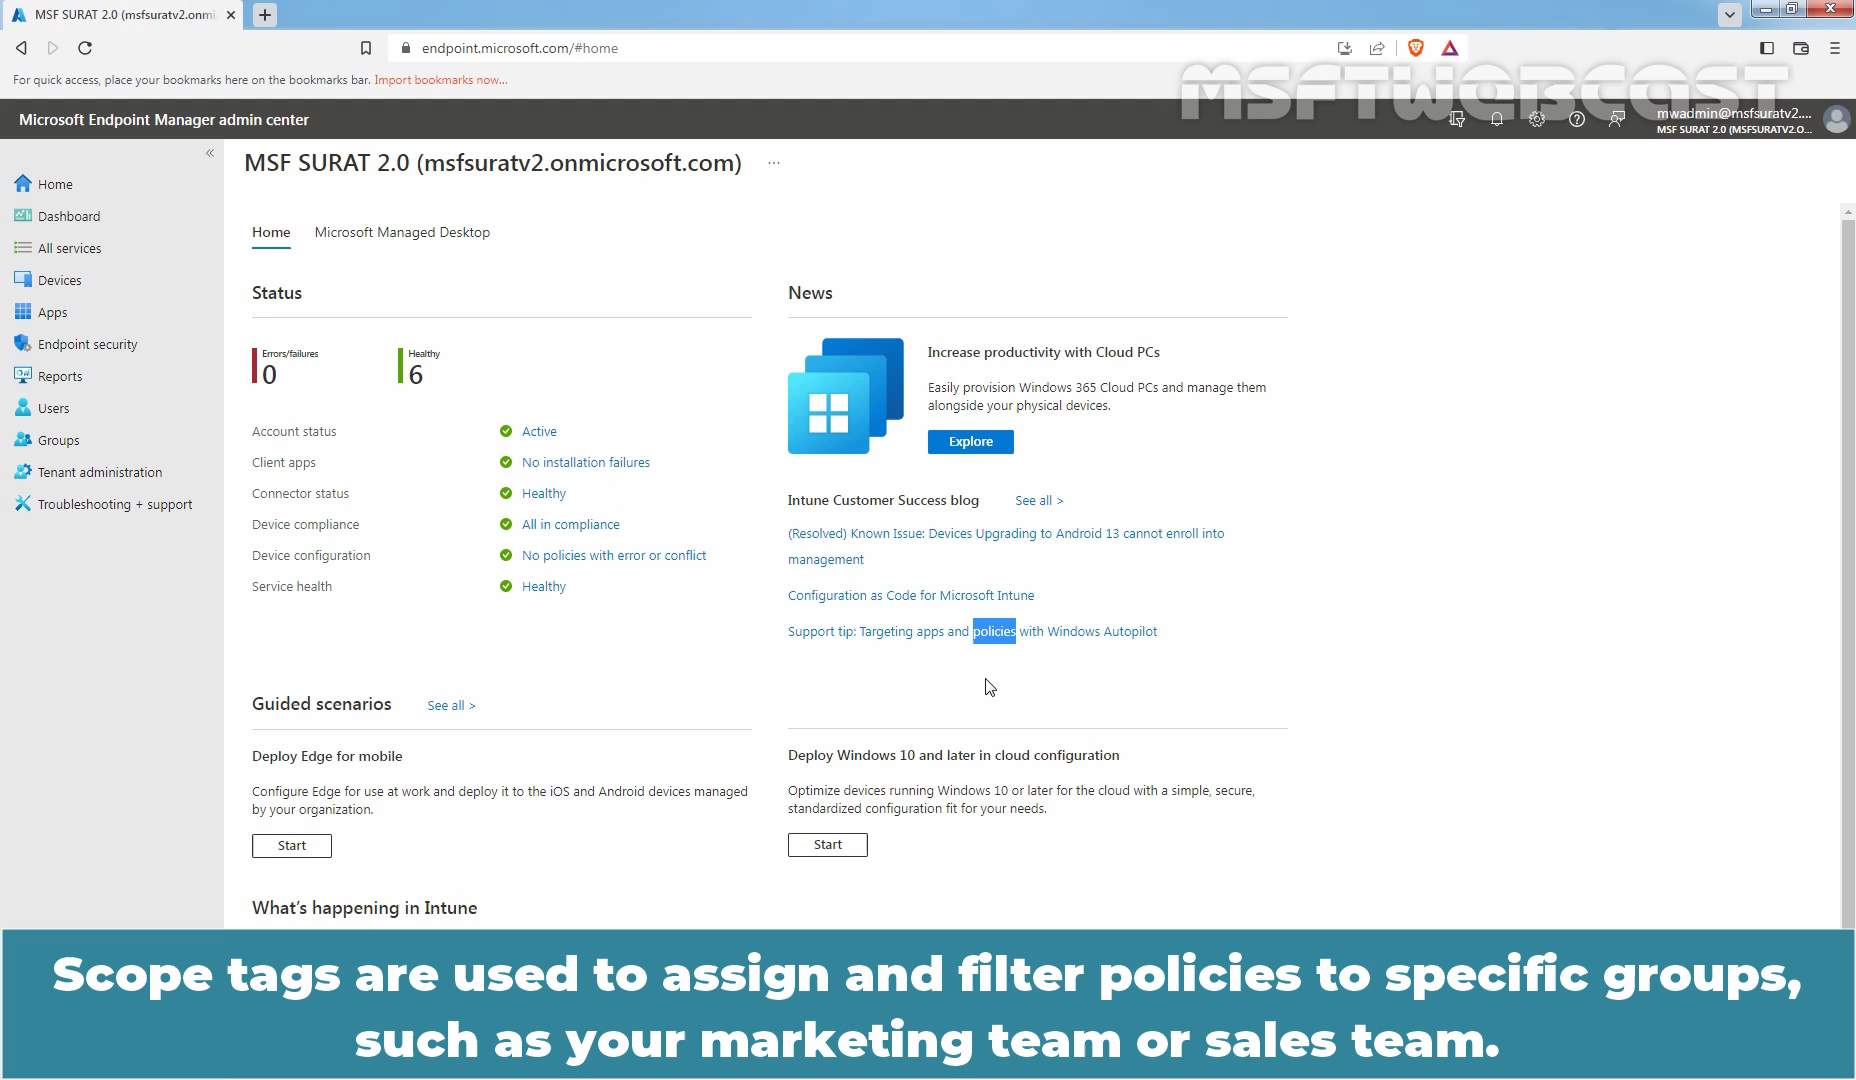 MSF SURAT 2.0 (msfsuratv2.onmi
endpoint.microsoft.com/#home
For quick access, place your bookmarks here on the bookmarks bar. Import bookmarks now...
MSFTWEBCAST
Microsoft Endpoint Manager admin center
mwadmin@msfsuratv2....
MSF SURAT 2.0 (MSFSURATV2.O...
MSF SURAT 2.0 (msfsuratv2.onmicrosoft.com) ...
Home
Dashboard
All services
Devices
Apps
Endpoint security
Reports
Users
Groups
Tenant administration
Troubleshooting + support
Home Microsoft Managed Desktop
Status
Errors/failures
0
Healthy
6
Account status Active
Client apps No installation failures
Connector status Healthy
Device compliance All in compliance
Device configuration No policies with error or conflict
Service health Healthy
News
Increase productivity with Cloud PCs
Easily provision Windows 365 Cloud PCs and manage them
alongside your physical devices.
Explore
Intune Customer Success blog See all >
(Resolved) Known Issue: Devices Upgrading to Android 13 cannot enroll into
management
Configuration as Code for Microsoft Intune
Support tip: Targeting apps and policies with Windows Autopilot
Guided scenarios See all >
Deploy Edge for mobile
Configure Edge for use at work and deploy it to the iOS and Android devices managed
by your organization.
Start
Deploy Windows 10 and later in cloud configuration
Optimize devices running Windows 10 or later for the cloud with a simple, secure,
standardized configuration fit for your needs.
Start
What's happening in Intune
Scope tags are used to assign and filter policies to specific groups,
such as your marketing team or sales team.